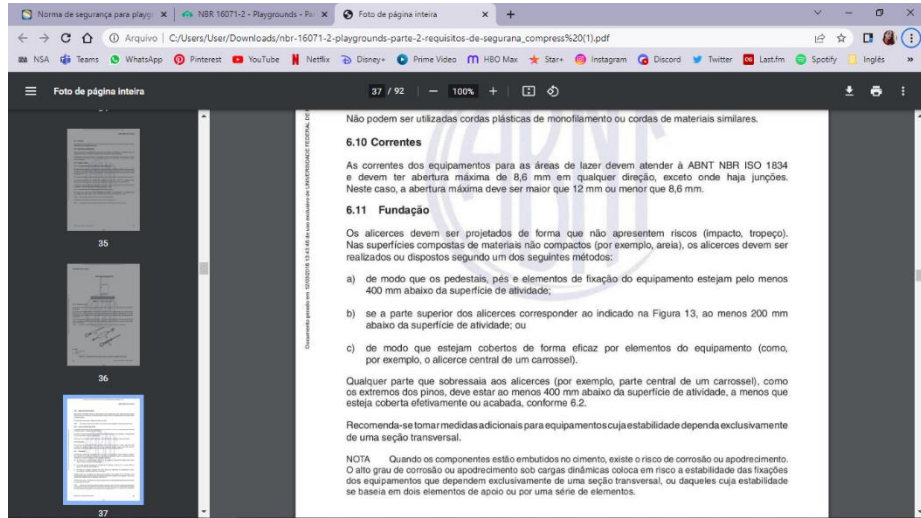 Norma de segurança para playgr
NBR 16071-2 - Playgrounds - Par
Foto de página inteira
Arquivo | C:/Users/User/Downloads/nbr-16071-2-playgrounds-parte-2-requisitos-de-segurana_compress%20(1).pdf
NSA Teams WhatsApp Pinterest YouTube Netflix Disney+ Prime Video HBO Max Star+ Instagram Discord Twitter Last.fm Spotify Inglês »
Foto de página inteira
37 / 92 | — 100% +
35
36
37
Não podem ser utilizadas cordas plásticas de monofilamento ou cordas de materiais similares.
6.10 Correntes
As correntes dos equipamentos para as áreas de lazer devem atender à ABNT NBR ISO 1834
e devem ter abertura máxima de 8,6 mm em qualquer direção, exceto onde haja junções.
Neste caso, a abertura máxima deve ser maior que 12 mm ou menor que 8,6 mm.
6.11 Fundação
Os alicerces devem ser projetados de forma que não apresentem riscos (impacto, tropeço).
Nas superfícies compostas de materiais não compactos (por exemplo, areia), os alicerces devem ser
realizados ou dispostos segundo um dos seguintes métodos:
a) de modo que os pedestais, pés e elementos de fixação do equipamento estejam pelo menos
400 mm abaixo da superfície de atividade;
b) se a parte superior dos alicerces corresponder ao indicado na Figura 13, ao menos 200 mm
abaixo da superfície de atividade; ou
c) de modo que estejam cobertos de forma eficaz por elementos do equipamento (como,
por exemplo, o alicerce central de um carrossel).
Qualquer parte que sobressaia aos alicerces (por exemplo, parte central de um carrossel), como
os extremos dos pinos, deve estar ao menos 400 mm abaixo da superfície de atividade, a menos que
esteja coberta efetivamente ou acabada, conforme 6.2.
Recomenda-se tomar medidas adicionais para equipamentos cuja estabilidade dependa exclusivamente
de uma seção transversal.
NOTA Quando os componentes estão embutidos no cimento, existe o risco de corrosão ou apodrecimento.
O alto grau de corrosão ou apodrecimento sob cargas dinâmicas coloca em risco a estabilidade das fixações
dos equipamentos que dependem exclusivamente de uma seção transversal, ou daqueles cuja estabilidade
se baseia em dois elementos de apoio ou por uma série de elementos.
ABNT